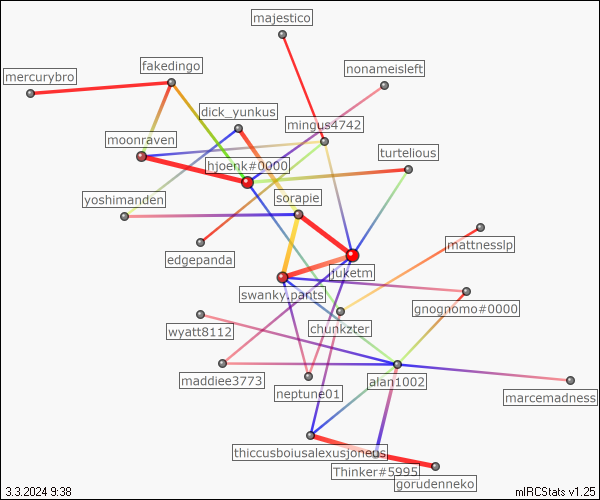 majestico
fakedingo
nonameisleft
mercurybro
dick_yunkus
mingus4742
moonraven
turtelious
hjoenk#0000
yoshimanden
sorapie
mattnesslp
edgepanda
juketm
swanky.pants
gnognomo#0000
chunkzter
wyatt8112
maddiee3773
alan1002
neptune01
marcemadness
thiccusboiusalexusjoneus
Thinker#5995
gorudenneko
3.3.2024 9:38
mIRCStats v1.25